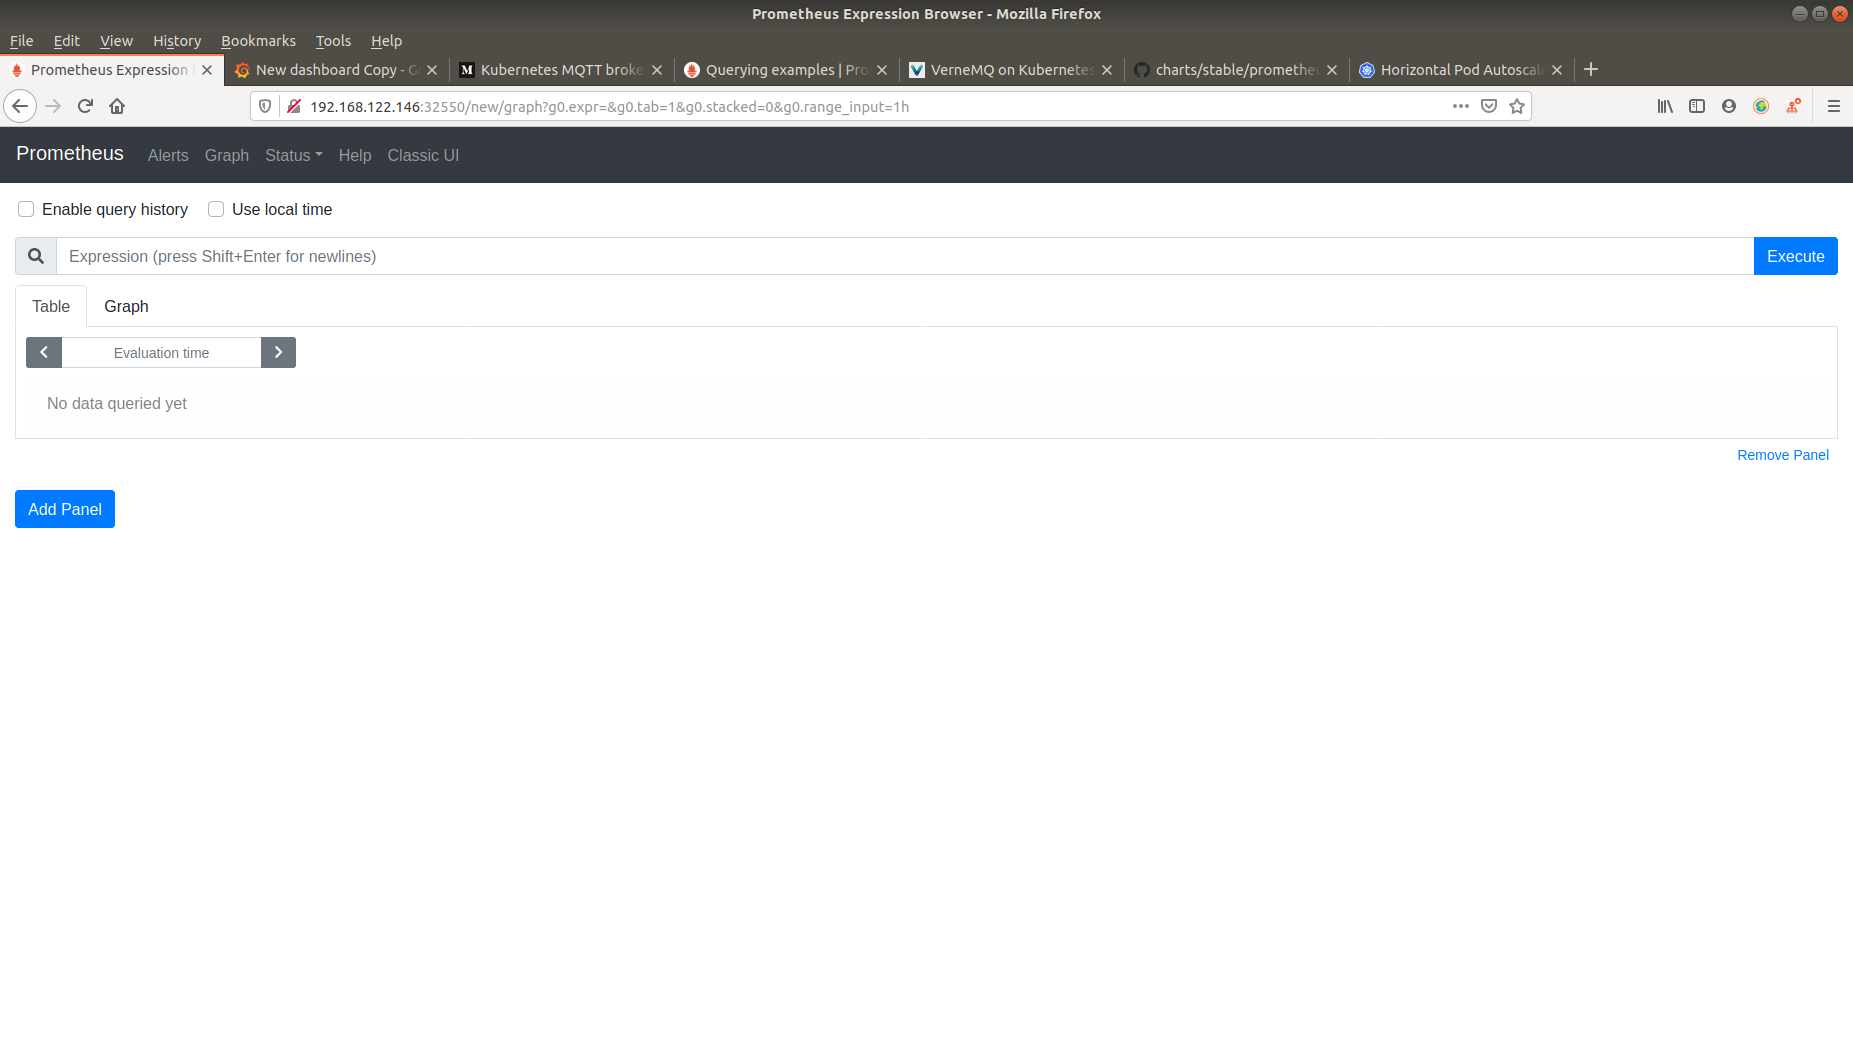 Prometheus Expression Browser - Mozilla Firefox
File Edit View History Bookmarks Tools Help
Prometheus Expression New dashboard Copy - G Kubernetes MQTT broke Querying examples | Pro VerneMQ on Kubernetes charts/stable/promethe Horizontal Pod Autoscale
192.168.122.146:32550/new/graph?g0.expr=&g0.tab=1&g0.stacked=0&g0.range_input=1h
Prometheus Alerts Graph Status Help Classic UI
Enable query history Use local time
Expression (press Shift+Enter for newlines) Execute
Table Graph
Evaluation time
No data queried yet
Remove Panel
Add Panel